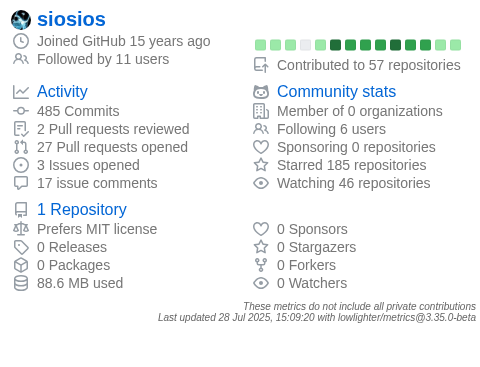 siosios
Joined GitHub 15 years ago
Followed by 11 users
Contributed to 57 repositories
Activity
485 Commits
2 Pull requests reviewed
27 Pull requests opened
3 Issues opened
17 issue comments
Community stats
Member of 0 organizations
Following 6 users
Sponsoring 0 repositories
Starred 185 repositories
Watching 46 repositories
1 Repository
Prefers MIT license
0 Releases
0 Packages
88.6 MB used
0 Sponsors
0 Stargazers
0 Forkers
0 Watchers
These metrics do not include all private contributions
Last updated 28 Jul 2025, 15:09:20 with lowlighter/metrics@3.35.0-beta